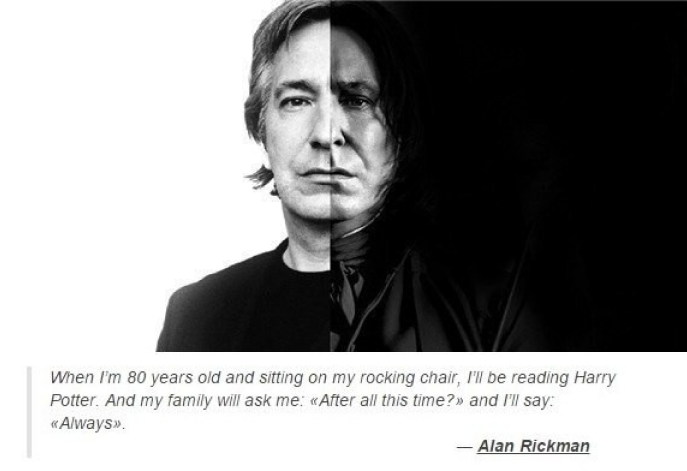 When I'm 80 years old and sitting on my rocking chair, I'll be reading Harry
Potter. And my family will ask me: «After all this time?» and I'll say:
«Always».
— Alan Rickman